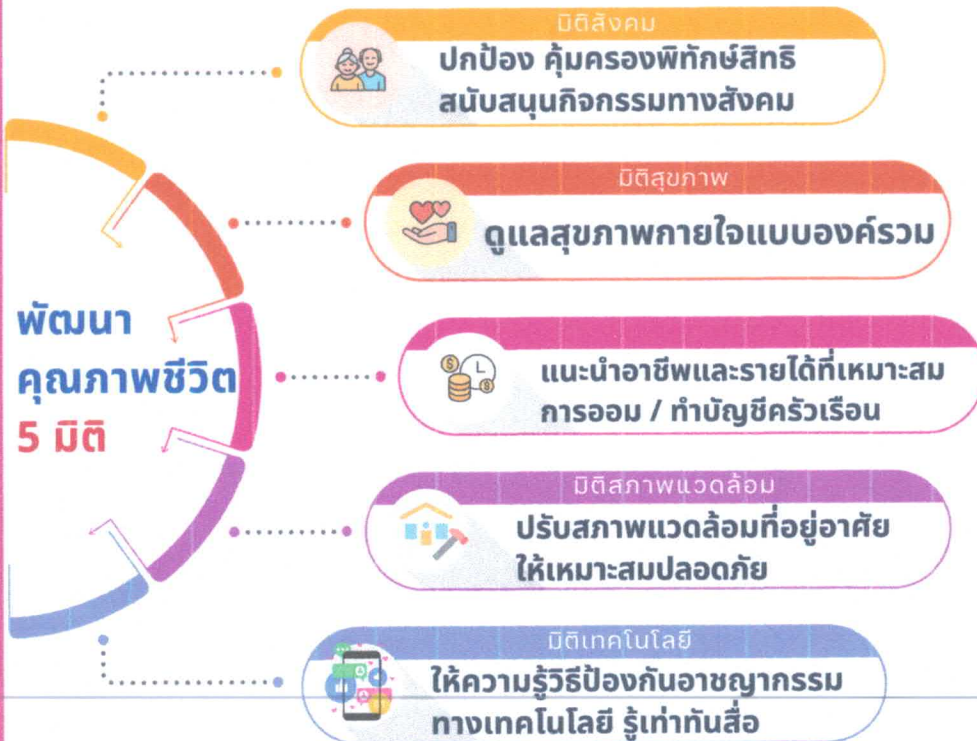 มิติสังคม
ปกป้อง คุ้มครองพิทักษ์สิทธิ
สนับสนุนกิจกรรมทางสังคม
มิติสุขภาพ
ดูแลสุขภาพกายใจแบบองค์รวม
พัฒนา
คุณภาพชีวิต
5 มิติ
แนะนำอาชีพและรายได้ที่เหมาะสม
การออม / ทำบัญชีครัวเรือน
มิติสภาพแวดล้อม
ปรับสภาพแวดล้อมที่อยู่อาศัย
ให้เหมาะสมปลอดภัย
มิติเทคโนโลยี
ให้ความรู้วิธีป้องกันอาชญากรรม
ทางเทคโนโลยี รู้เท่าทันสื่อ